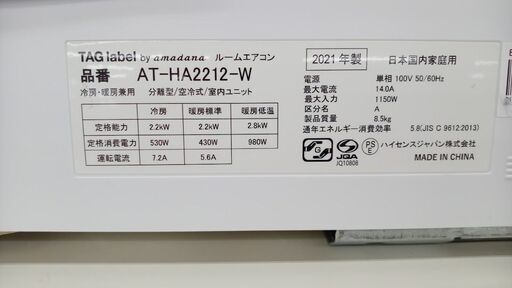 TAG label by amadana ルームエアコン
品番 AT-HA2212-W
冷房・暖房兼用 分離型/空冷式/室内ユニット
冷房 暖房標準 暖房低温
定格能力 2.2kW 2.2kW 2.8kW
定格消費電力 530W 430W 980W
運転電流 7.2A 5.6A
2021年製 日本国内家庭用
電源 単相 100V 50/60Hz
最大電流 14.0A
最大入力 1150W
区分名 A
製品質量 8.5kg
通年エネルギー消費効率 5.8(JIS C 9612:2013)
G
JQA
JQ10808
PS
E
ハイセンスジャパン株式会社
MADE IN CHINA